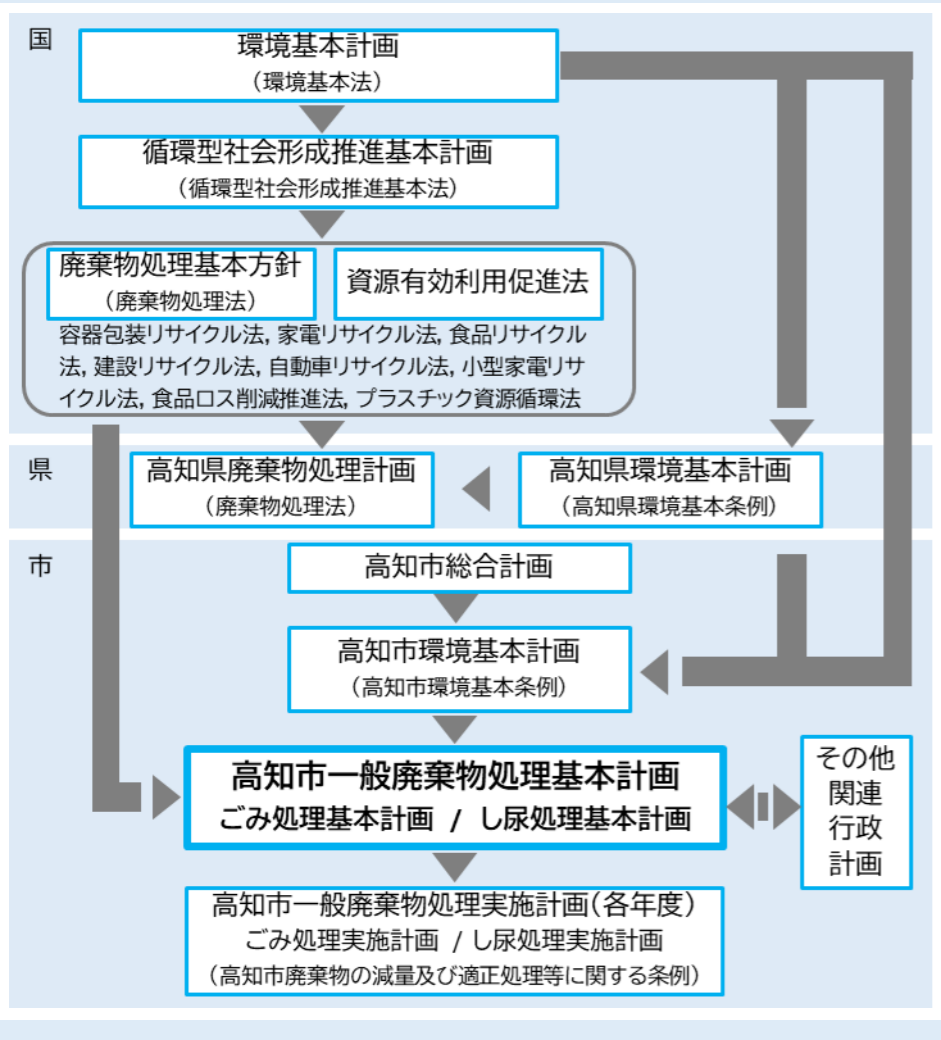 国
環境基本計画
（環境基本法）
循環型社会形成推進基本計画
（循環型社会形成推進基本法）
廃棄物処理基本方針
（廃棄物処理法）
資源有効利用促進法
容器包装リサイクル法，家電リサイクル法，食品リサイクル
法，建設リサイクル法，自動車リサイクル法，小型家電リサ
イクル法，食品ロス削減推進法，プラスチック資源循環法
県
高知県廃棄物処理計画
（廃棄物処理法）
高知県環境基本計画
（高知県環境基本条例）
市
高知市総合計画
高知市環境基本計画
（高知市環境基本条例）
高知市一般廃棄物処理基本計画
ごみ処理基本計画 / し尿処理基本計画
その他
関連
行政
計画
高知市一般廃棄物処理実施計画（各年度）
ごみ処理実施計画 / し尿処理実施計画
（高知市廃棄物の減量及び適正処理等に関する条例）